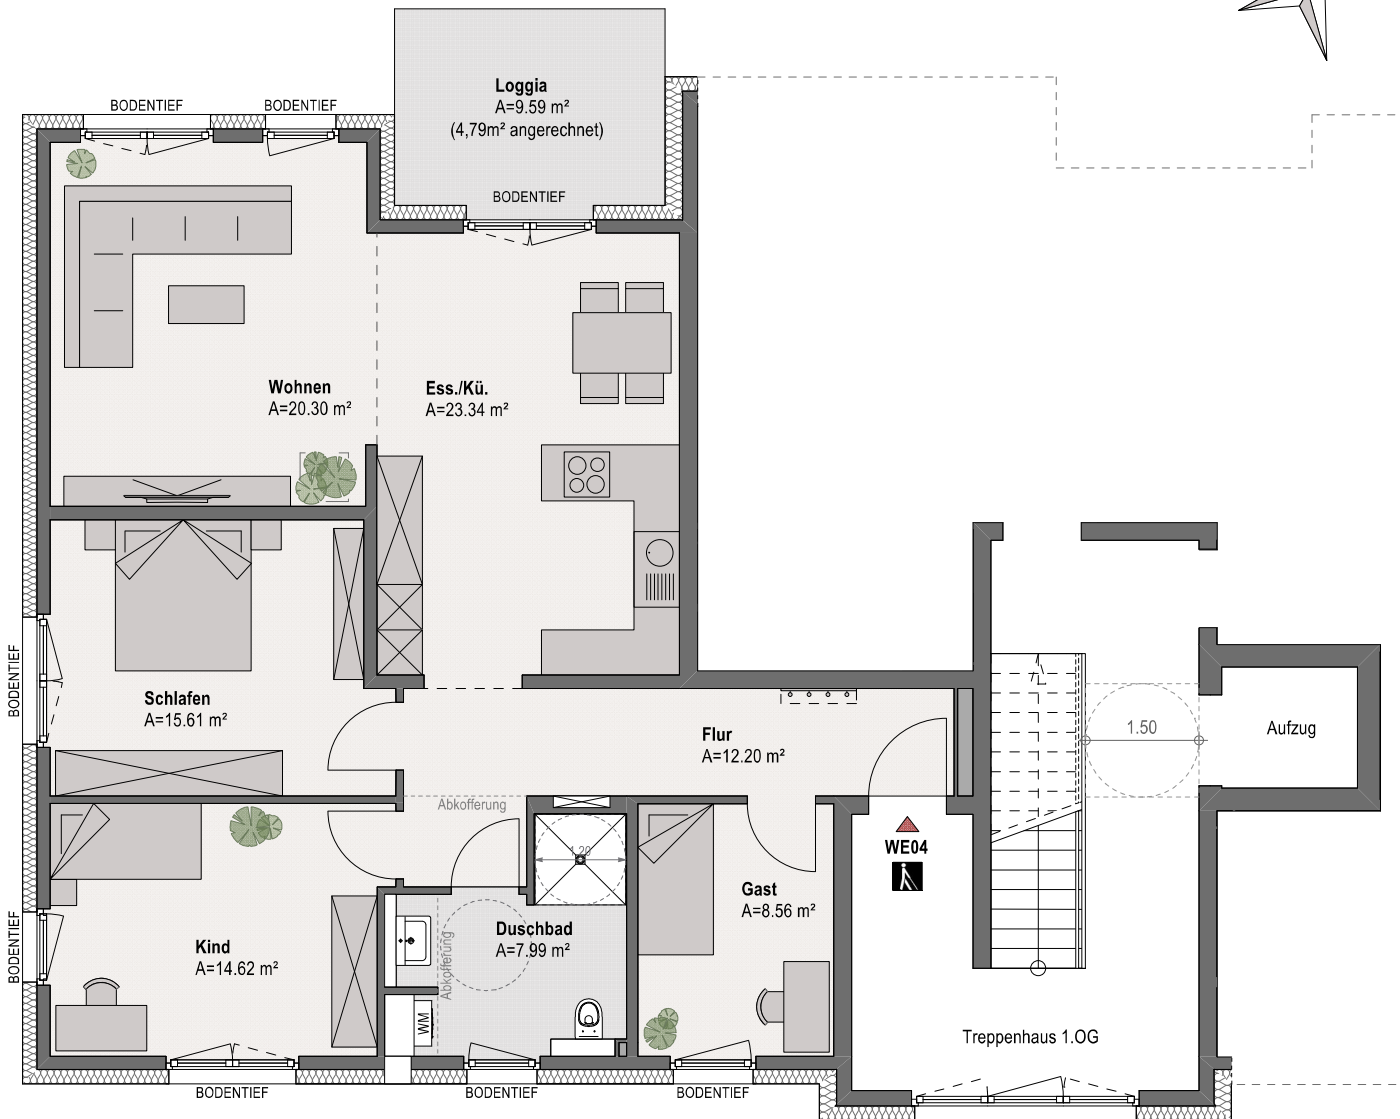 BODENTIEF
BODENTIEF
Loggia
A=9.59 m²
(4,79m² angerechnet)
BODENTIEF
Wohnen
A=20.30 m²
Ess./Kü.
A=23.34 m²
BODENTIEF
Schlafen
A=15.61 m²
Flur
A=12.20 m²
1.50
Aufzug
Abkofferung
1.20
WE04
BODENTIEF
Kind
A=14.62 m²
Abkofferung
Duschbad
A=7.99 m²
Gast
A=8.56 m²
WM
Treppenhaus 1.OG
BODENTIEF
BODENTIEF
BODENTIEF